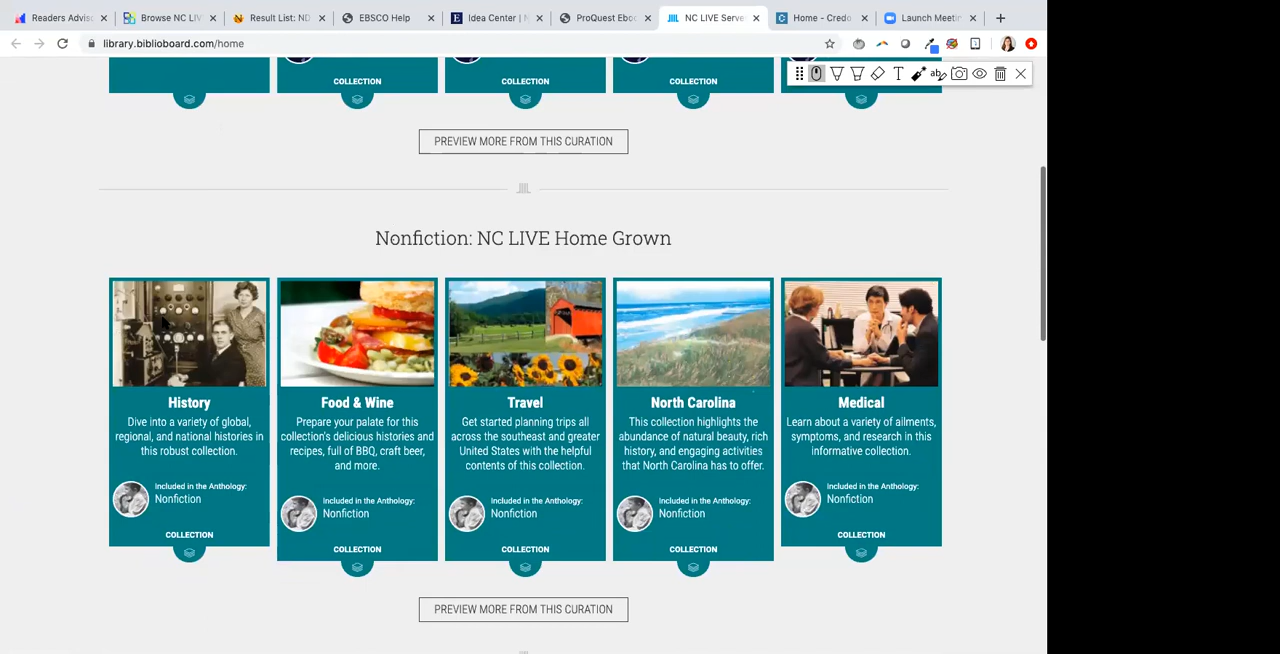 Readers Advis
Browse NC LIV
Result List: ND
EBSCO Help
Idea Center | N
ProQuest Eboo
NC LIVE Serve
Home - Credo
Launch Meetin
library.biblioboard.com/home
T
ab
COLLECTION
COLLECTION
COLLECTION
COLLECTION
COLLECTION
PREVIEW MORE FROM THIS CURATION
Nonfiction: NC LIVE Home Grown
History
Dive into a variety of global,
regional, and national histories in
this robust collection.
Included in the Anthology:
Nonfiction
COLLECTION
Food & Wine
Prepare your palate for this
collection's delicious histories and
recipes, full of BBQ, craft beer,
and more.
Included in the Anthology:
Nonfiction
COLLECTION
Travel
Get started planning trips all
across the southeast and greater
United States with the helpful
contents of this collection.
Included in the Anthology:
Nonfiction
COLLECTION
North Carolina
This collection highlights the
abundance of natural beauty, rich
history, and engaging activities
that North Carolina has to offer.
Included in the Anthology:
Nonfiction
COLLECTION
Medical
Learn about a variety of ailments,
symptoms, and research in this
informative collection.
Included in the Anthology:
Nonfiction
COLLECTION
PREVIEW MORE FROM THIS CURATION